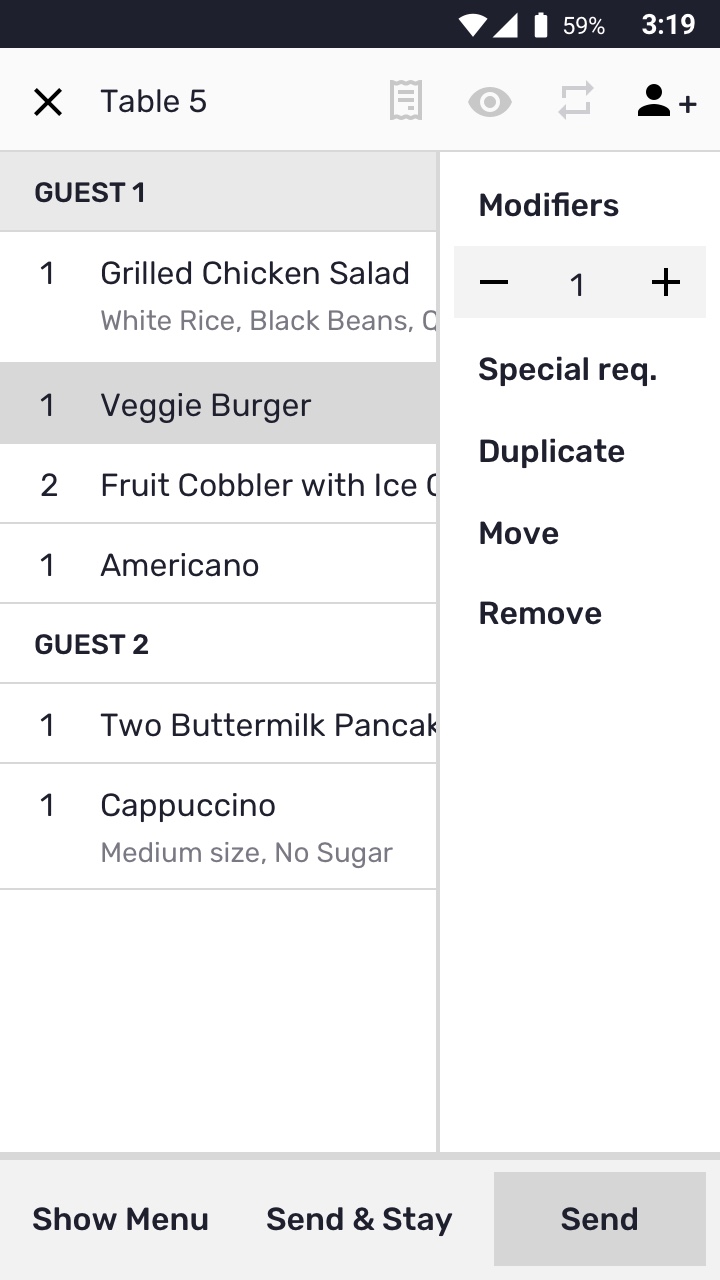 59% 3:19
Table 5
GUEST 1
1 Grilled Chicken Salad
White Rice, Black Beans,
1 Veggie Burger
2 Fruit Cobbler with Ice
1 Americano
GUEST 2
1 Two Buttermilk
1 Cappuccino
Medium size, No Sugar
Modifiers
1
Special req.
Duplicate
Move
Remove
Show Menu
Send & Stay
Send